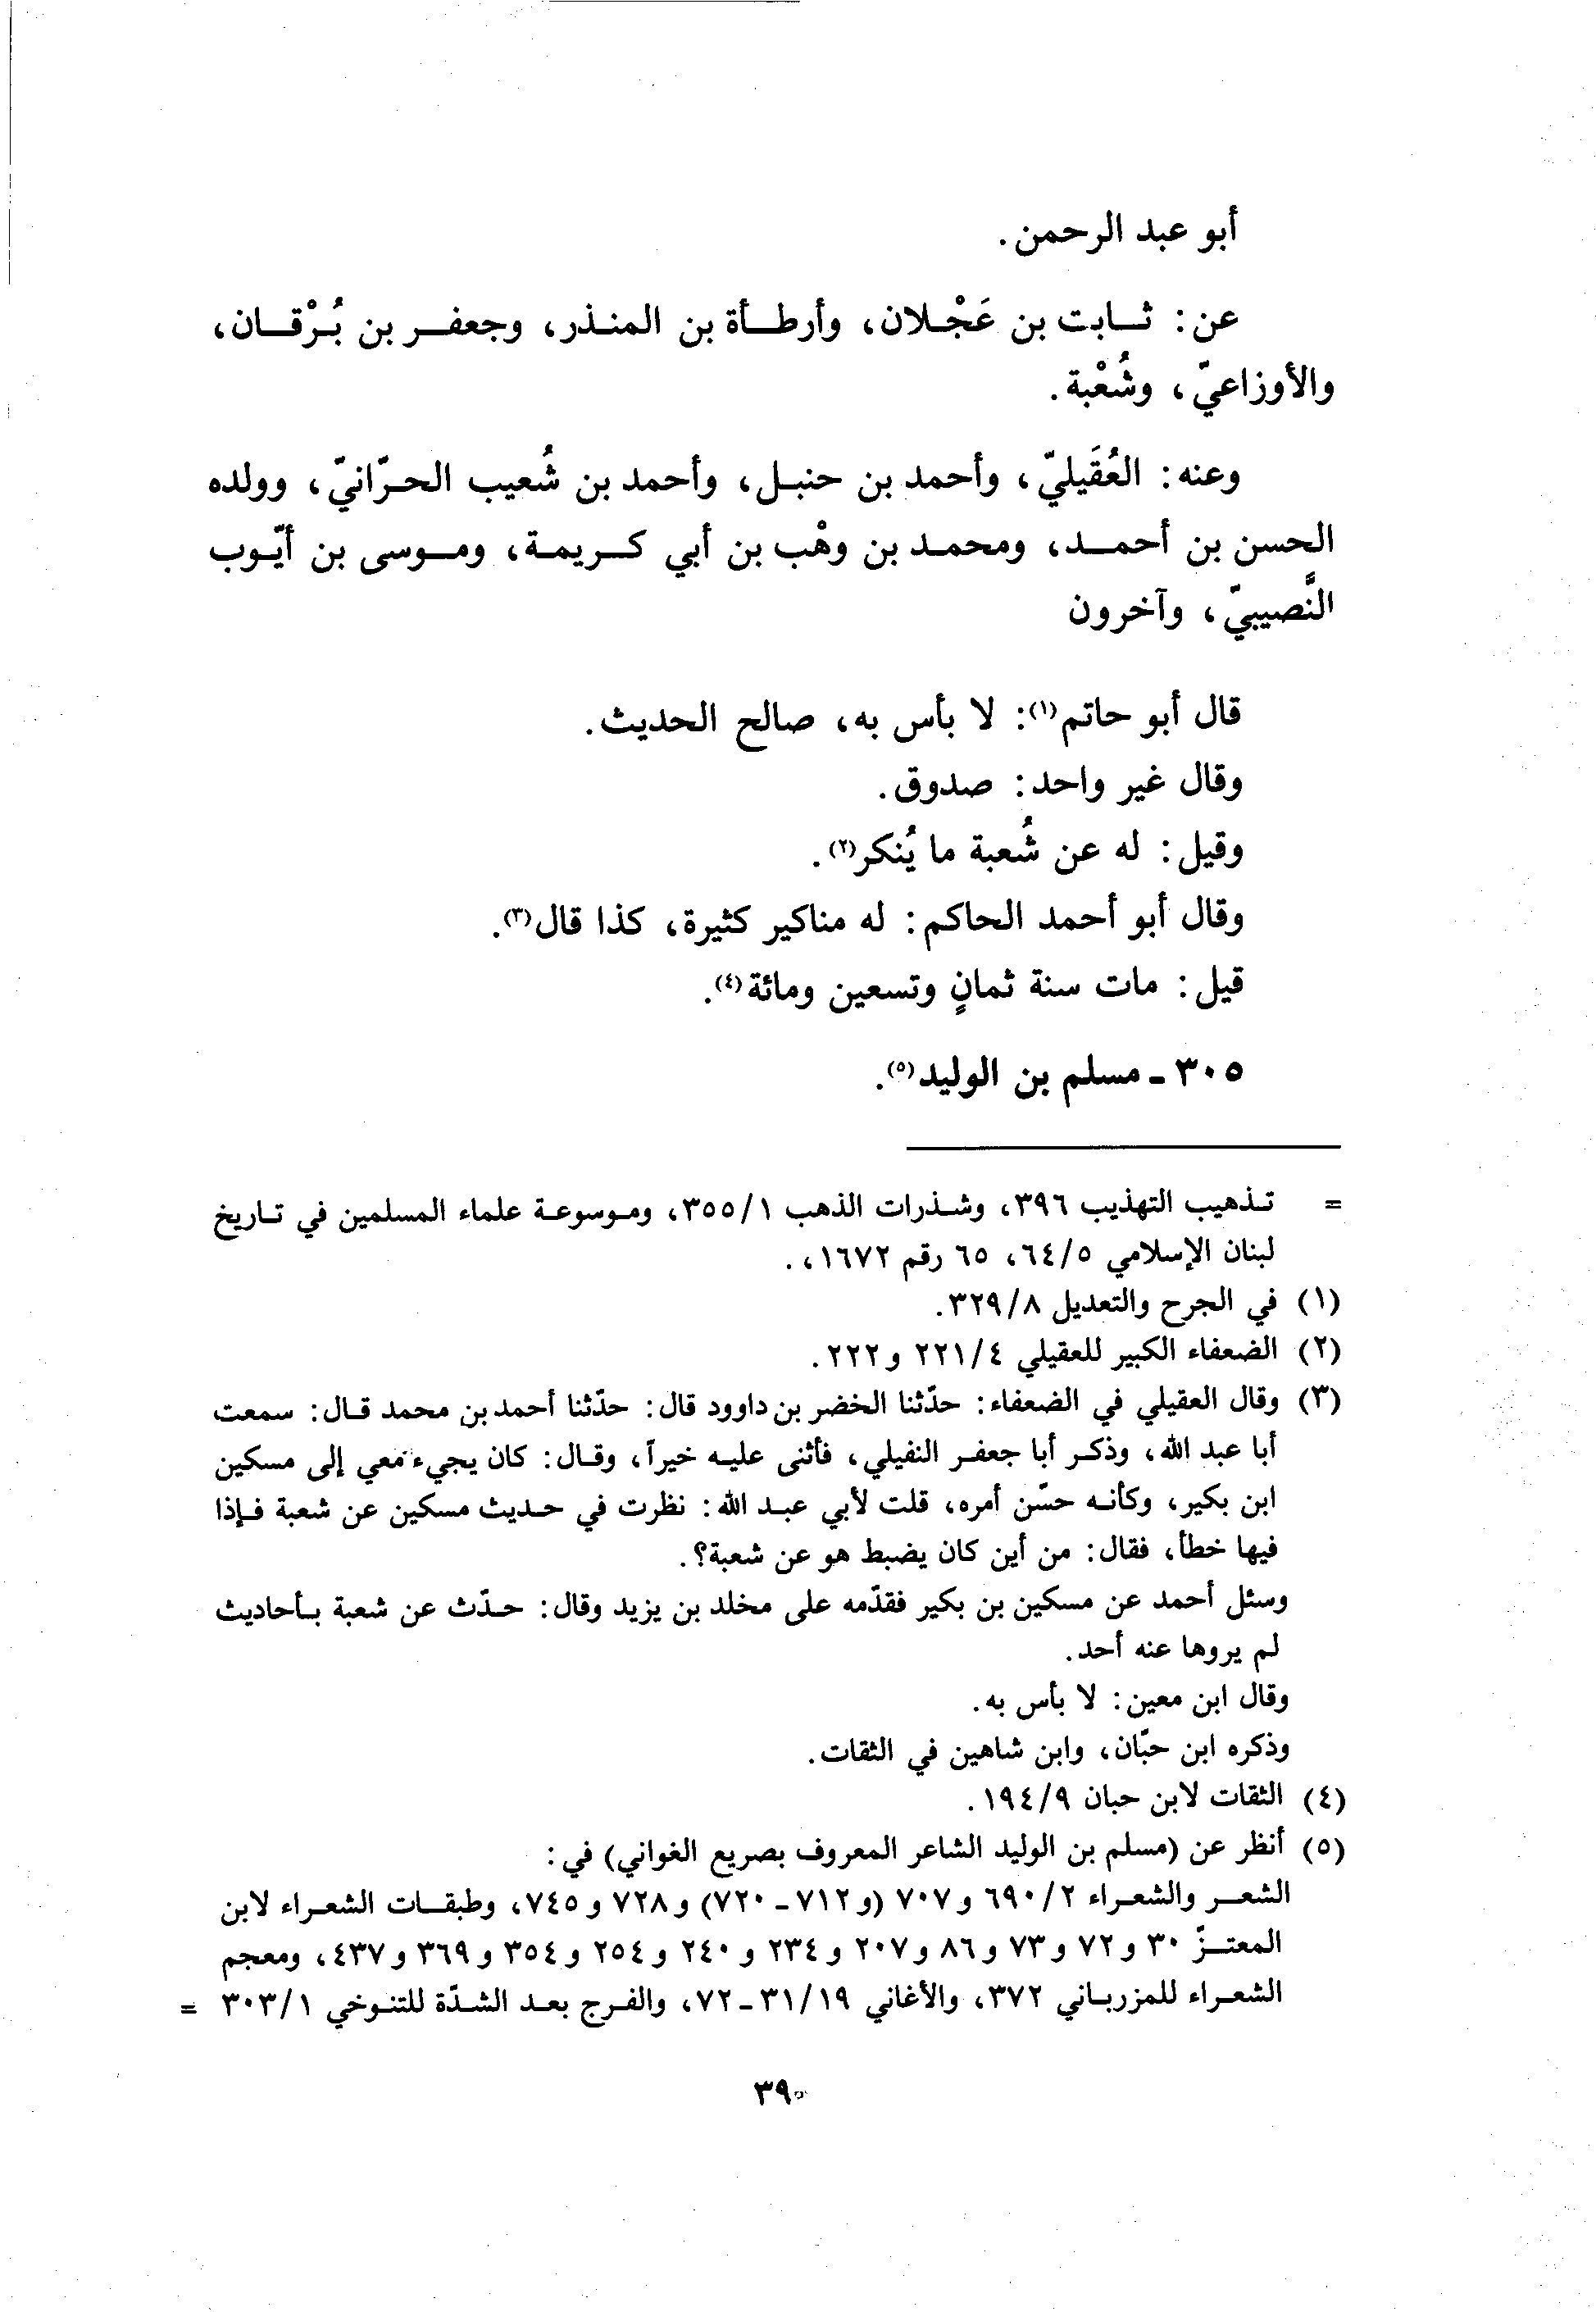 أبو عبد الرحمن.
عن: ثابت بن عَجْلان، وأرطأة بن المنذر، وجعفر بن بُرْقان،
والأوزاعيّ، وشُعْبة.
وعنه: العُقَيليّ، وأحمد بن حنبل، وأحمد بن شُعيب الحرّانيّ، وولده
الحسن بن أحمد، ومحمد بن وهْب بن أبي كريمة، وموسى بن أيّوب
النَّصيبيّ، وآخرون
قال أبو حاتم(١): لا بأس به، صالح الحديث.
وقال غير واحد: صدوق.
وقيل: له عن شُعبة ما يُنكر(٢).
وقال أبو أحمد الحاكم: له مناكير كثيرة، كذا قال(٣).
قيل: مات سنة ثمانٍ وتسعين ومائة(٤).
٣٠٥ ـ مسلم بن الوليد(٥).
= تذهيب التهذيب ٣٩٦، وشذرات الذهب ٣٥٥/١، وموسوعة علماء المسلمين في تاريخ
لبنان الإسلامي ٦٤/٥، ٦٥ رقم ١٦٧٢،.
(١) في الجرح والتعديل ٣٢٩/٨.
(٢) الضعفاء الكبير للعقيلي ٢٢١/٤ و٢٢٢.
(٣) وقال العقيلي في الضعفاء: حدّثنا الخضر بن داوود قال: حدّثنا أحمد بن محمد قال: سمعت
أبا عبد الله، وذكر أبا جعفر النفيلي، فأثنى عليه خيراً، وقال: كان يجيء معي إلى مسكين
ابن بكير، وكأنه حسّن أمره، قلت لأبي عبد الله: نظرت في حديث مسكين عن شعبة فإذا
فيها خطأ، فقال: من أين كان يضبط هو عن شعبة؟.
وسئل أحمد عن مسكين بن بكير فقدّمه على مخلد بن يزيد وقال: حدّث عن شعبة بأحاديث
لم يروها عنه أحد.
وقال ابن معين: لا بأس به.
وذكره ابن حبّان، وابن شاهين في الثقات.
(٤) الثقات لابن حبان ١٩٤/٩.
(٥) أنظر عن (مسلم بن الوليد الشاعر المعروف بصريع الغواني) في:
الشعر والشعراء ٦٩٠/٢ و٧٠٧ (و٧١٢ ـ ٧٢٠) و٧٢٨ و٧٤٥، وطبقات الشعراء لابن
المعتزّ ٣٠ و٧٢ و٧٣ و٨٦ و٢٠٧ و٢٣٤ و٢٤٠ و٢٥٤ و٣٥٤ و٣٦٩ و٤٣٧، ومعجم
الشعراء للمزرباني ٣٧٢، والأغاني ٣١/١٩ ـ ٧٢، والفرج بعد الشدّة للتنوخي ٣٠٣/١ =
٣٩٠